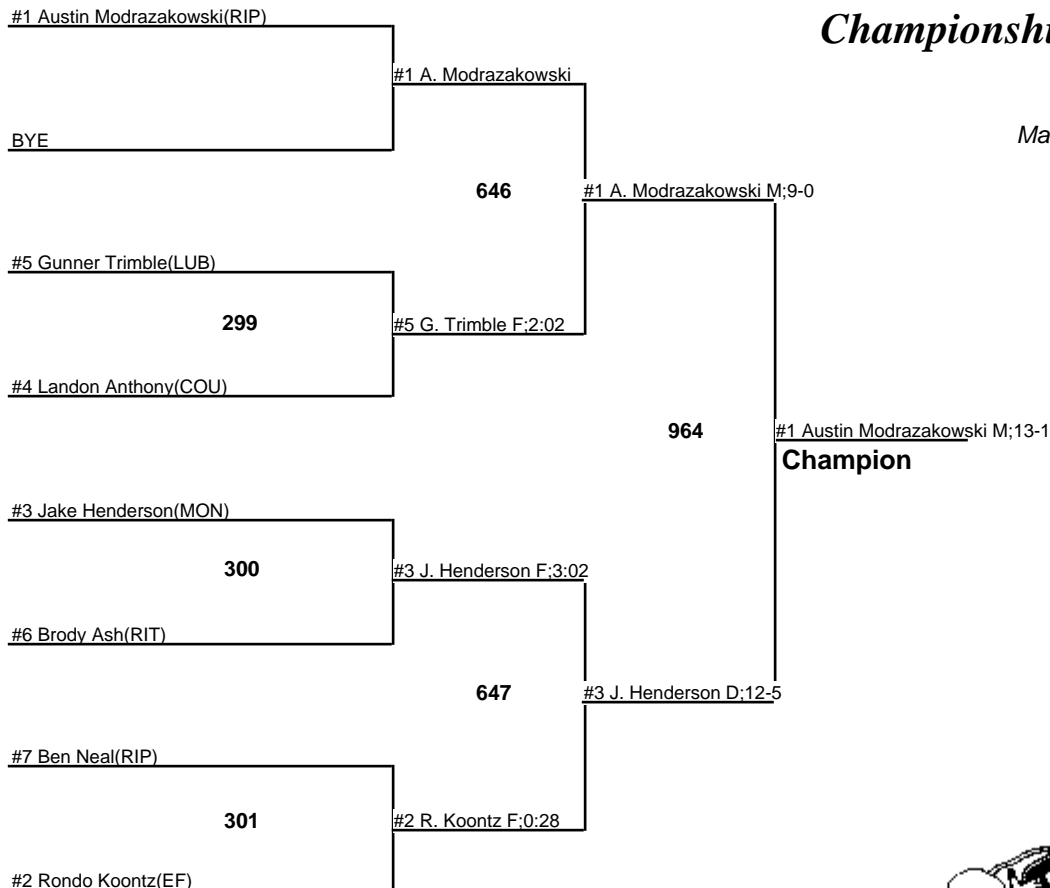 #1 Austin Modrazakowski(RIP)
#1 A. Modrazakowski
BYE
646
#1 A. Modrazakowski M;9-0
#5 Gunner Trimble(LUB)
299
#5 G. Trimble F;2:02
#4 Landon Anthony(COU)
964
#1 Austin Modrazakowski M;13-1
Champion
#3 Jake Henderson(MON)
300
#3 J. Henderson F;3:02
#6 Brody Ash(RIT)
647
#3 J. Henderson D;12-5
#7 Ben Neal(RIP)
301
#2 R. Koontz F;0:28
#2 Rondo Koontz(EF)